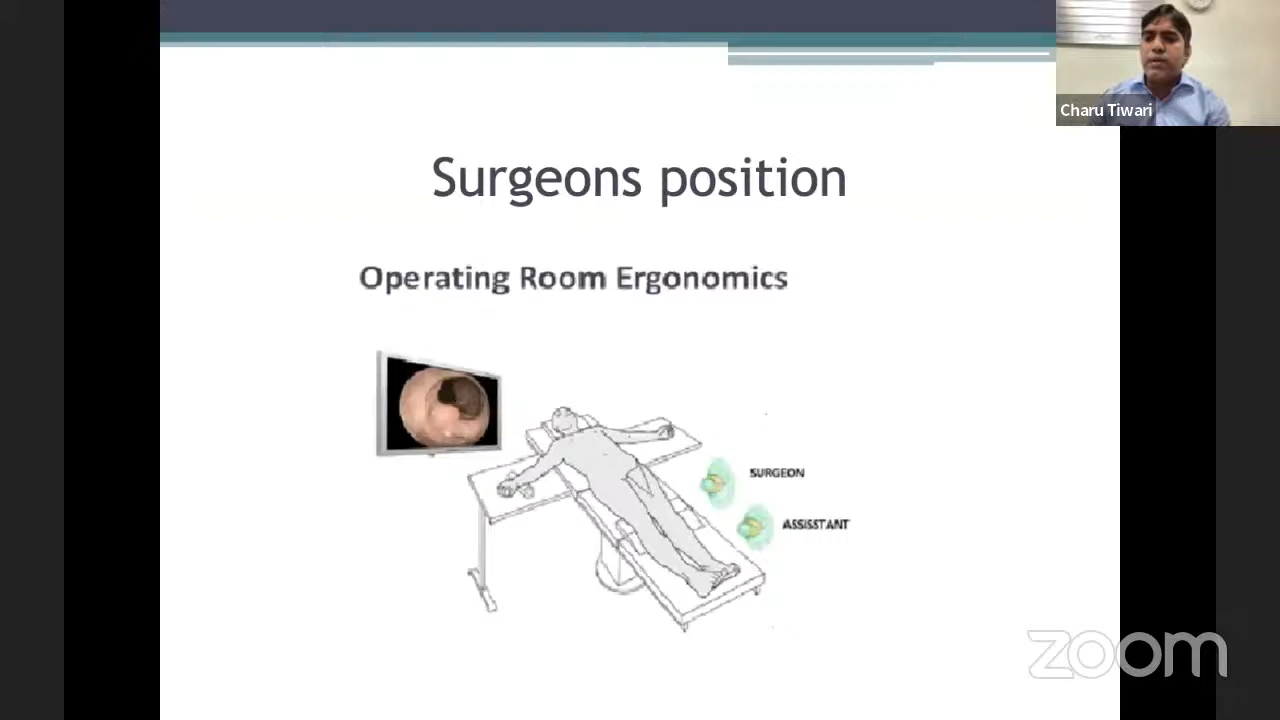 Charu Tiwari
Surgeons position
Operating Room Ergonomics
SURGEON
ASSISSTANT
zoom